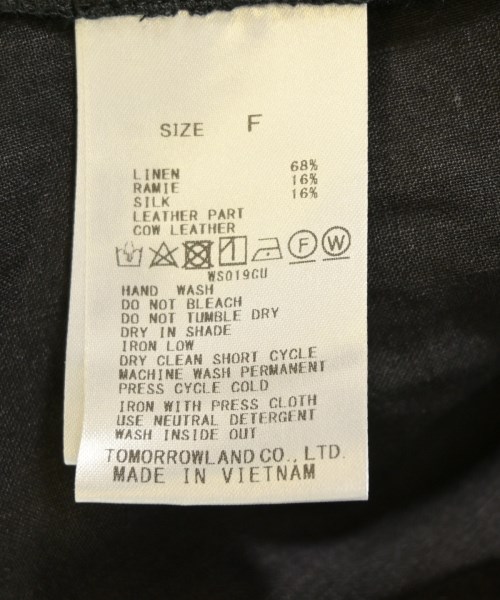 SIZE F
LINEN 68%
RAMIE 16%
SILK 16%
LEATHER PART
COW LEATHER
F W
WS019GU
HAND WASH
DO NOT BLEACH
DO NOT TUMBLE DRY
DRY IN SHADE
IRON LOW
DRY CLEAN SHORT CYCLE
MACHINE WASH PERMANENT
PRESS CYCLE COLD
IRON WITH PRESS CLOTH
USE NEUTRAL DETERGENT
WASH INSIDE OUT
TOMORROWLAND CO., LTD.
MADE IN VIETNAM